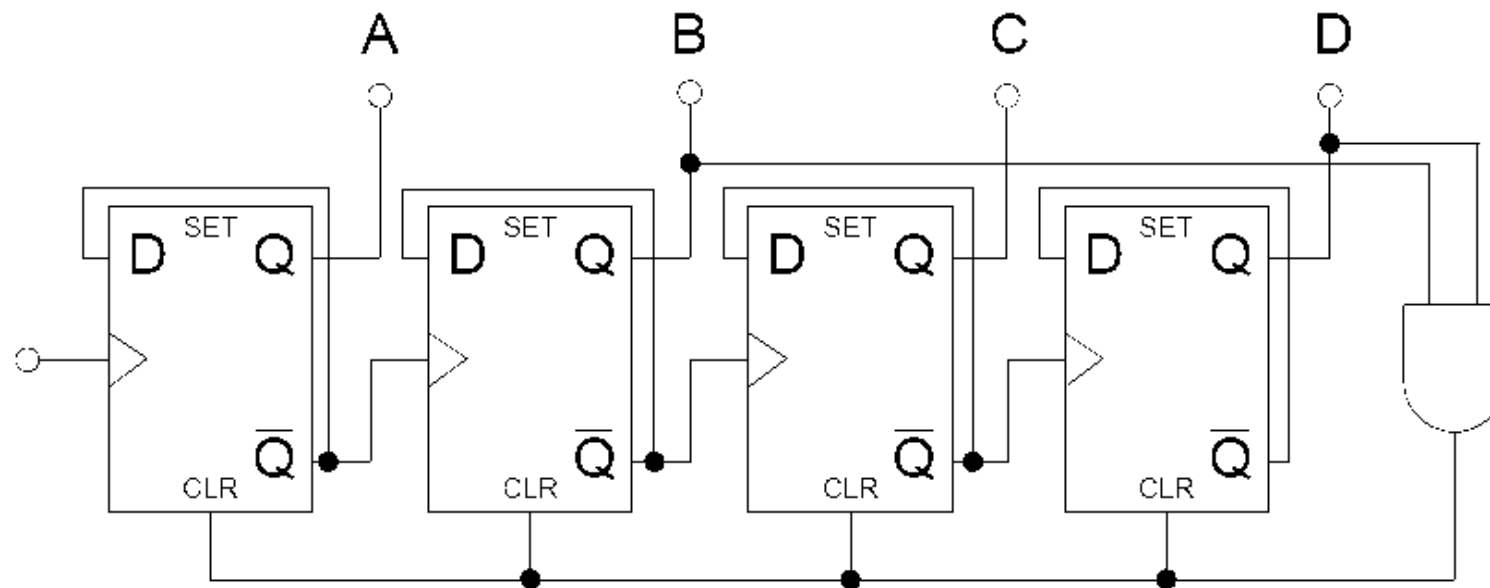 A B C D
SET SET SET SET
D Q D Q D Q D Q
Q̅ Q̅ Q̅ Q̅
CLR CLR CLR CLR